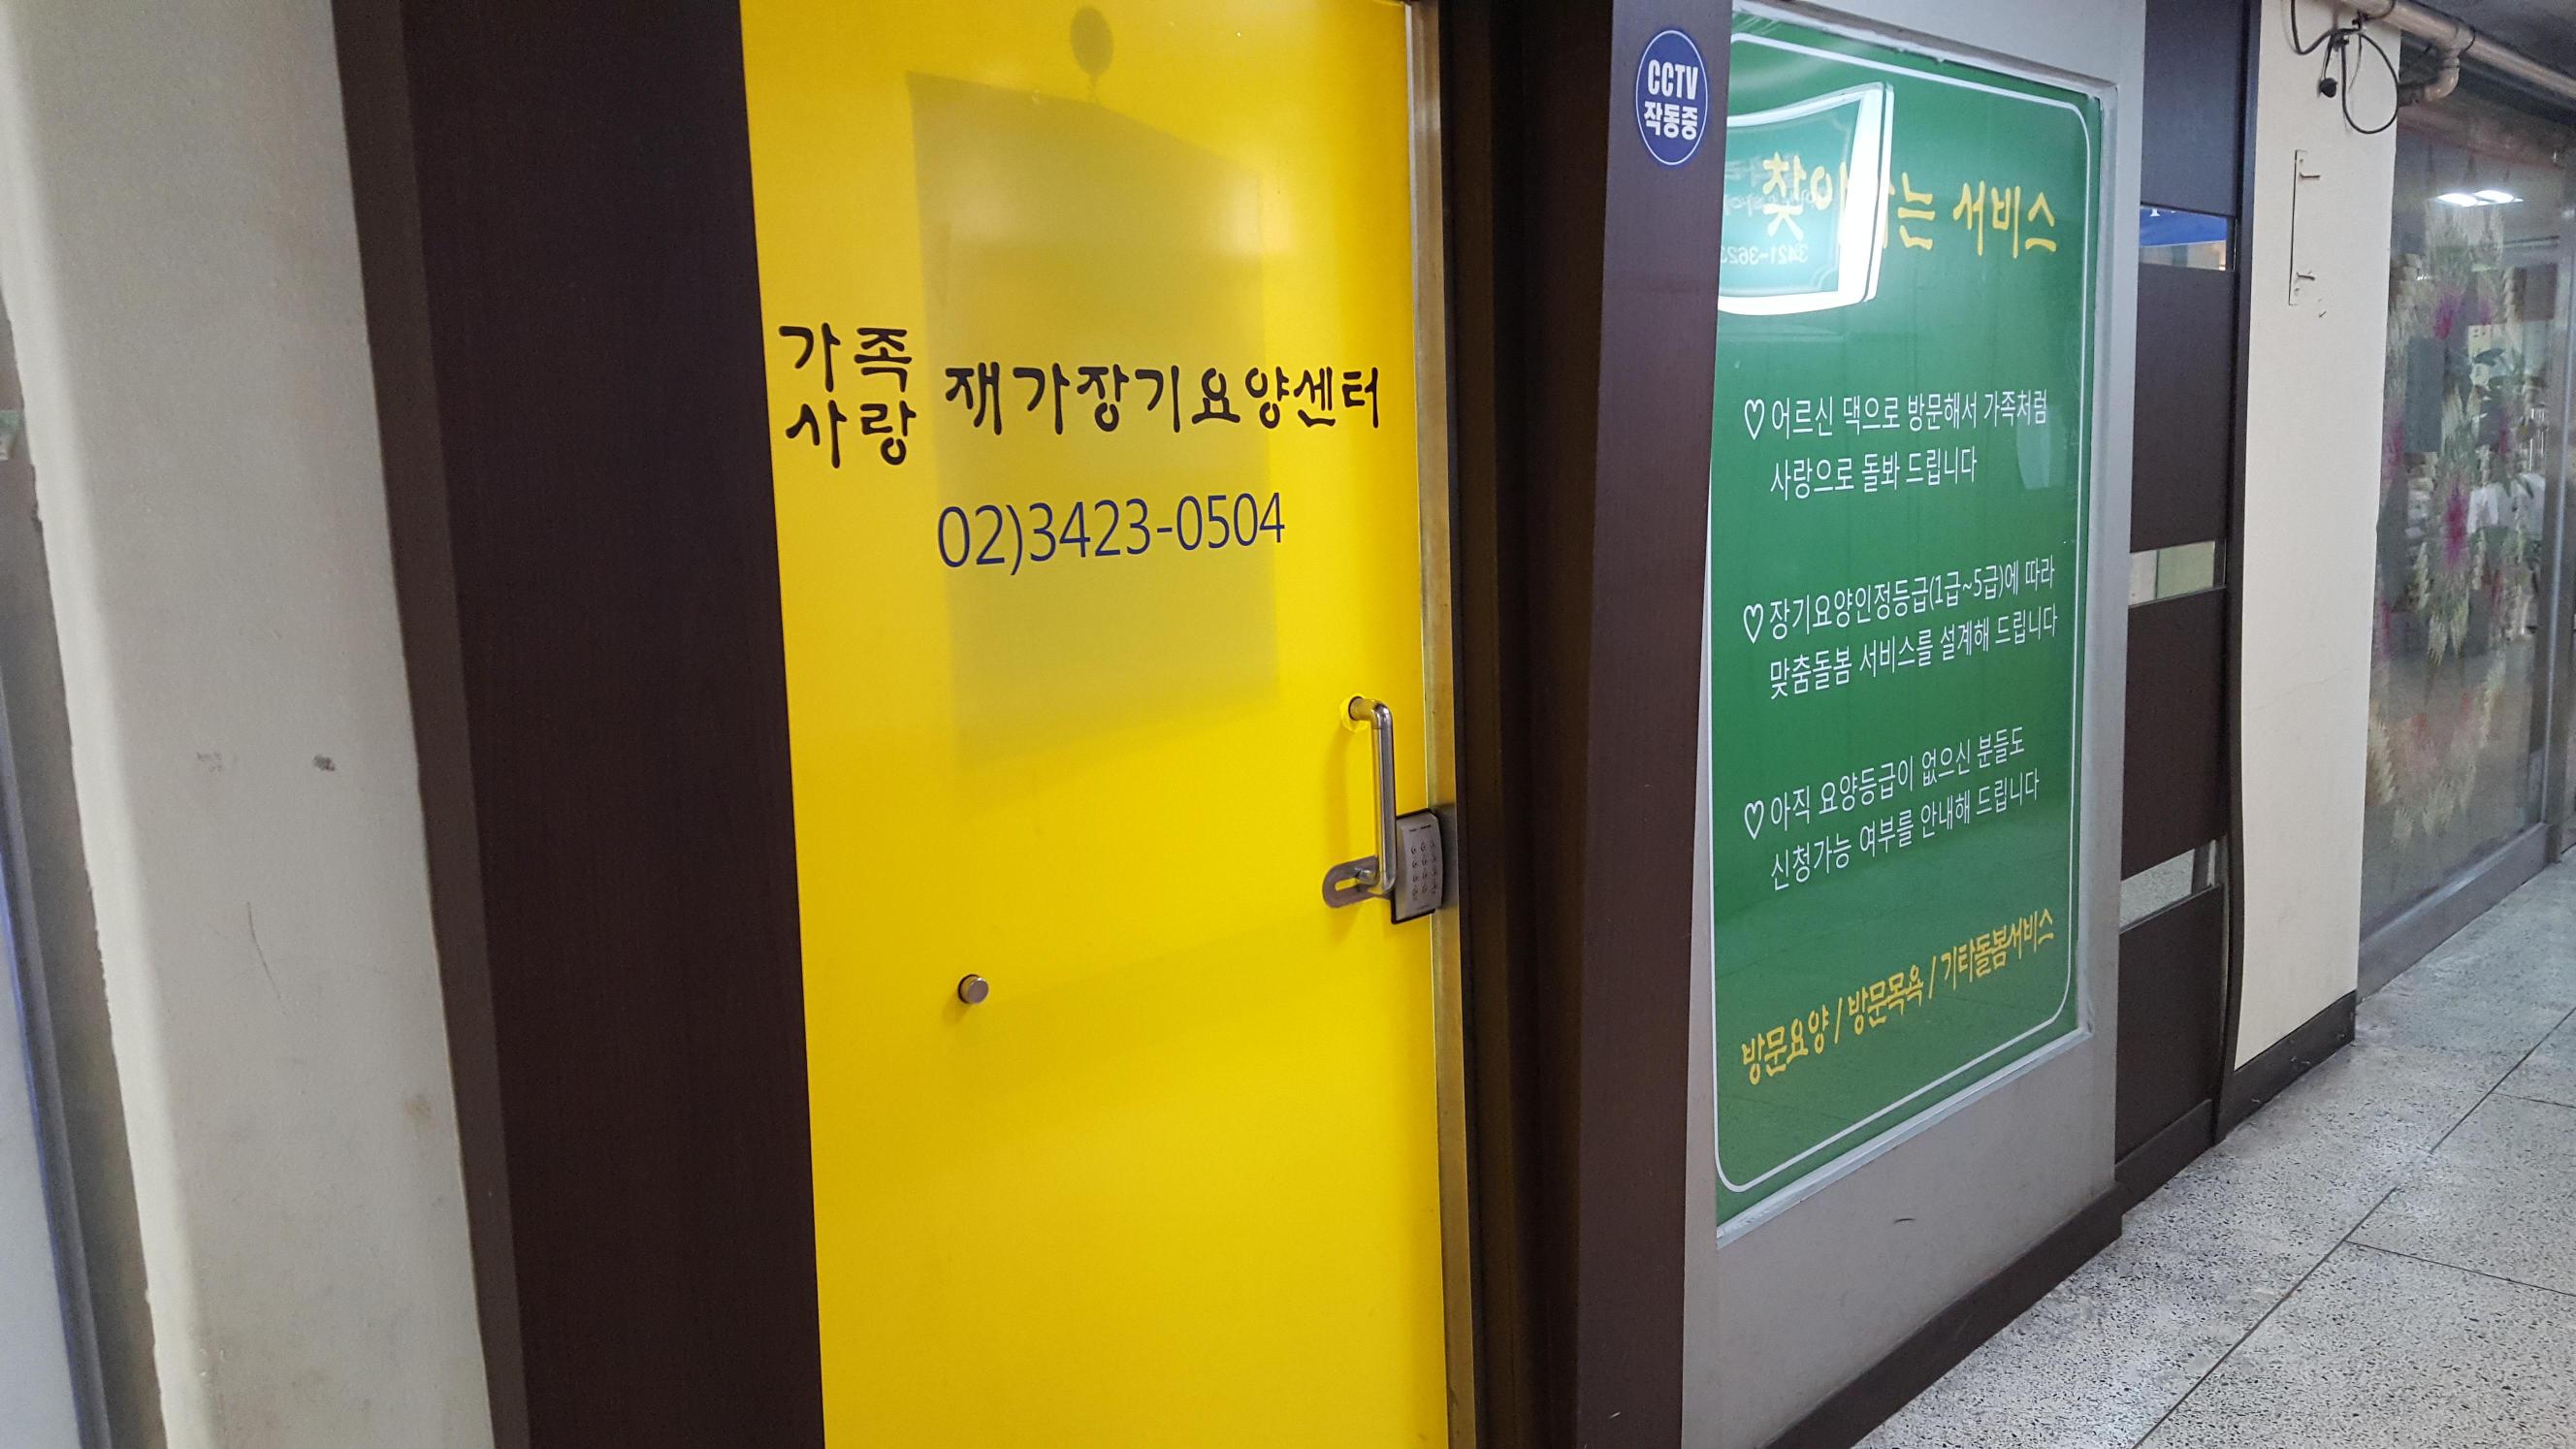 가족
사랑
재가장기요양센터
02)3423-0504
CCTV
작동중
서비스
♡ 어르신 댁으로 방문해서 가족처럼
사랑으로 돌봐 드립니다
♡ 장기요양인정등급(1급~5급)에 따라
맞춤돌봄 서비스를 설계해 드립니다
♡ 아직 요양등급이 없으신 분들도
신청가능 여부를 안내해 드립니다
방문요양 / 방문목욕 / 기타돌봄서비스